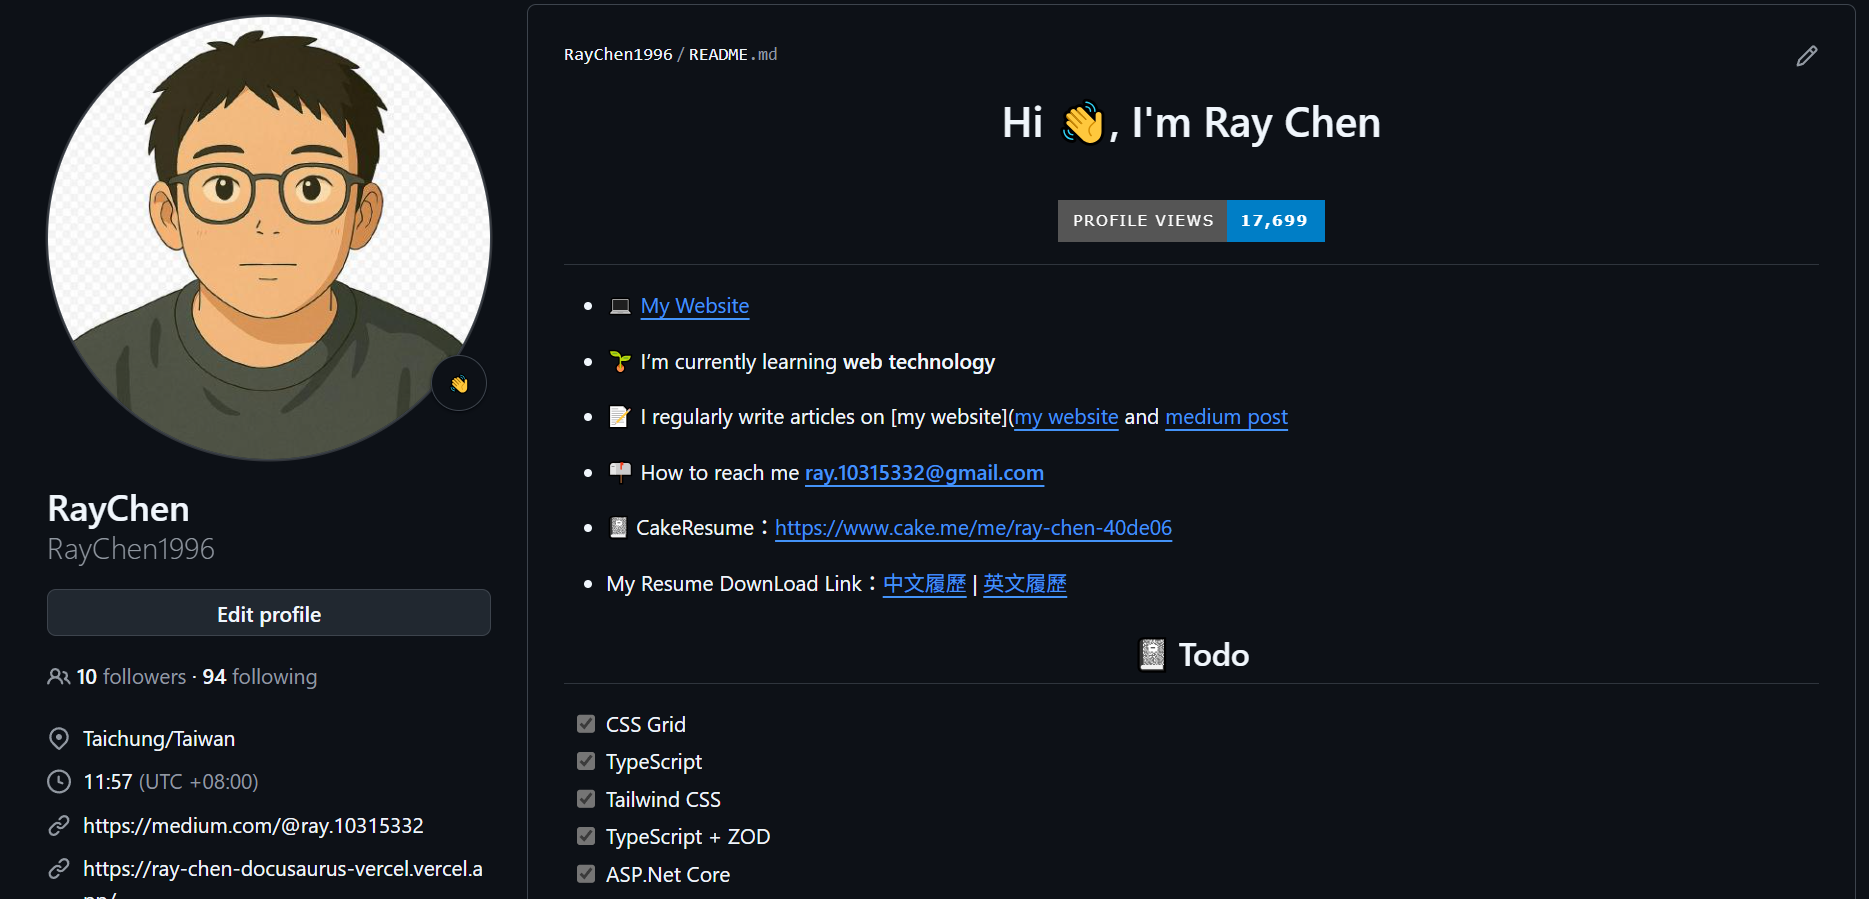 RayChen
RayChen1996
Edit profile
10 followers · 94 following
Taichung/Taiwan
11:57 (UTC +08:00)
https://medium.com/@ray.10315332
https://ray-chen-docusaurus-vercel.vercel.a
RayChen1996/README.md
Hi 👋, I'm Ray Chen
PROFILE VIEWS 17,699
💻 My Website
🌱 I’m currently learning web technology
📝 I regularly write articles on [my website](my website and medium post
📫 How to reach me ray.10315332@gmail.com
📓 CakeResume：https://www.cake.me/me/ray-chen-40de06
My Resume DownLoad Link：中文履歷 | 英文履歷
📓 Todo
CSS Grid
TypeScript
Tailwind CSS
TypeScript + ZOD
ASP.Net Core